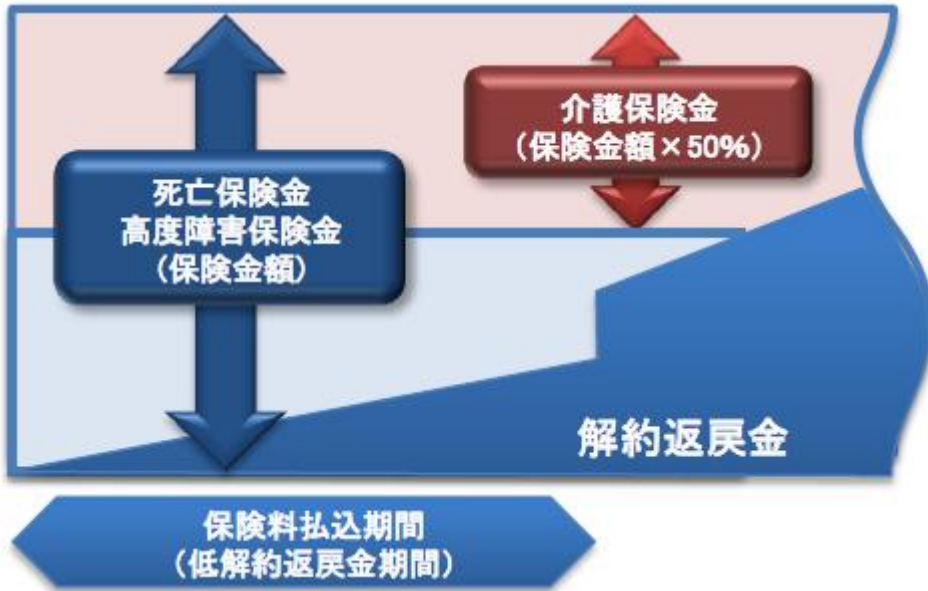 介護保険金
（保険金額×50％）
死亡保険金
高度障害保険金
（保険金額）
解約返戻金
保険料払込期間
（低解約返戻金期間）